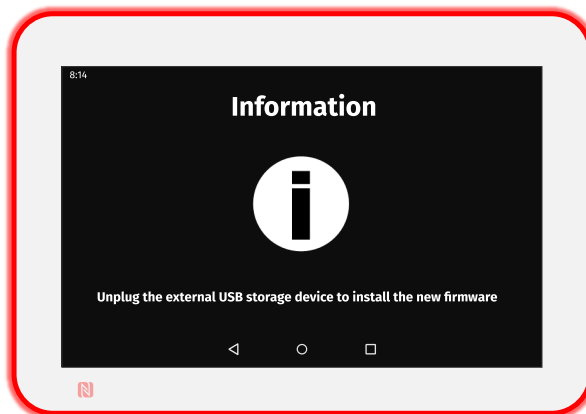 8:14
Information
Unplug the external USB storage device to install the new firmware